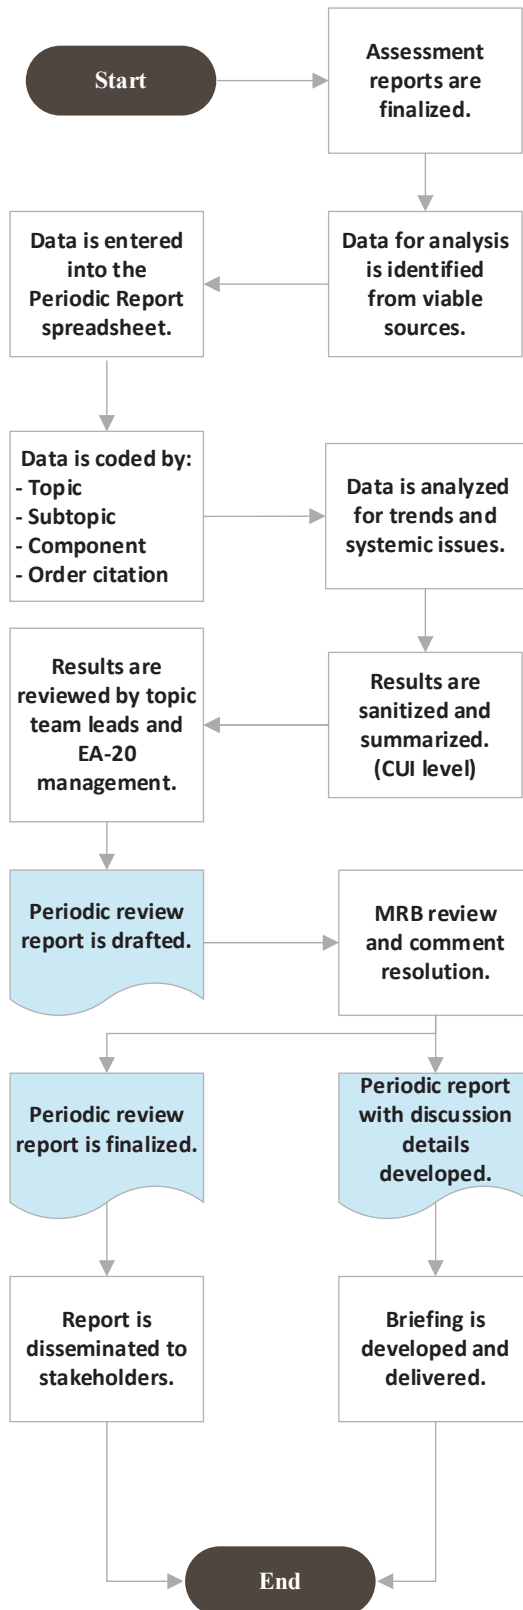 Start
Assessment
reports are
finalized.
Data for analysis
is identified
from viable
sources.
Data is entered
into the
Periodic Report
spreadsheet.
Data is coded by:
- Topic
- Subtopic
- Component
- Order citation
Data is analyzed
for trends and
systemic issues.
Results are
sanitized and
summarized.
(CUI level)
Results are
reviewed by topic
team leads and
EA-20
management.
Periodic review
report is drafted.
MRB review
and comment
resolution.
Periodic review
report is finalized.
Periodic report
with discussion
details
developed.
Report is
disseminated to
stakeholders.
Briefing is
developed and
delivered.
End